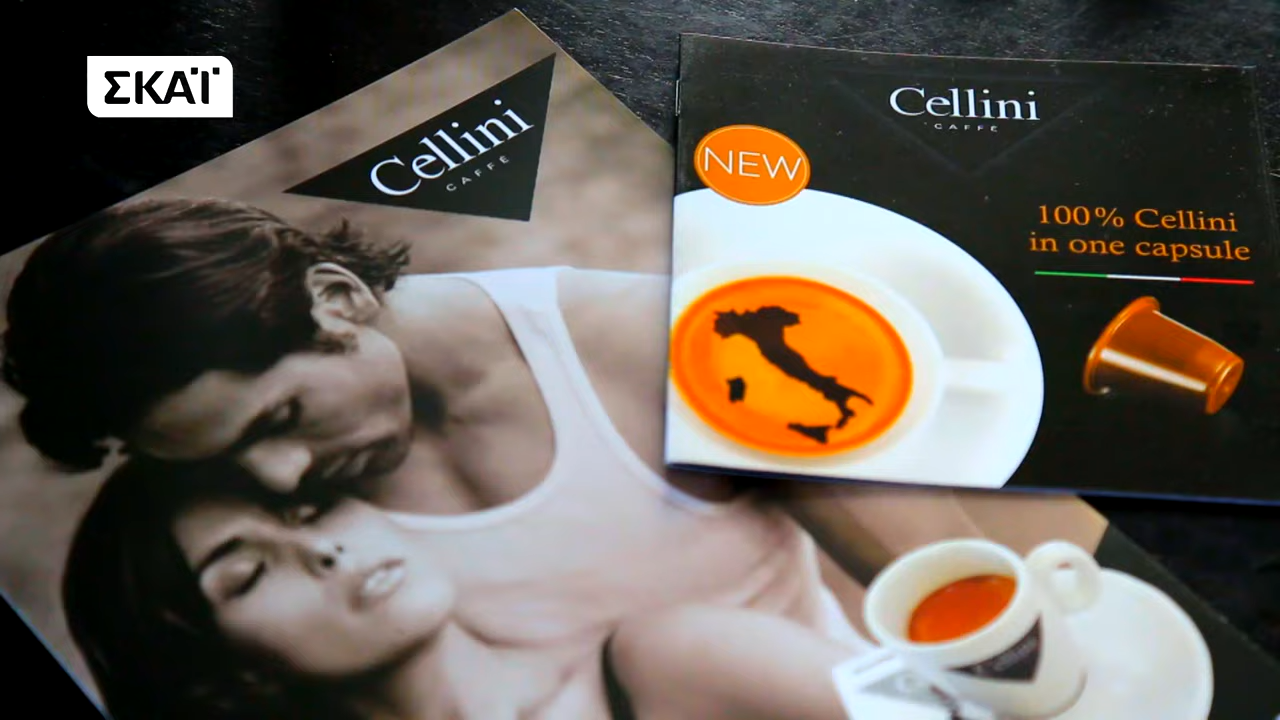 ΣΚΑΪ
Cellini
CAFFÈ
Cellini
CAFFÈ
NEW
100% Cellini
in one capsule